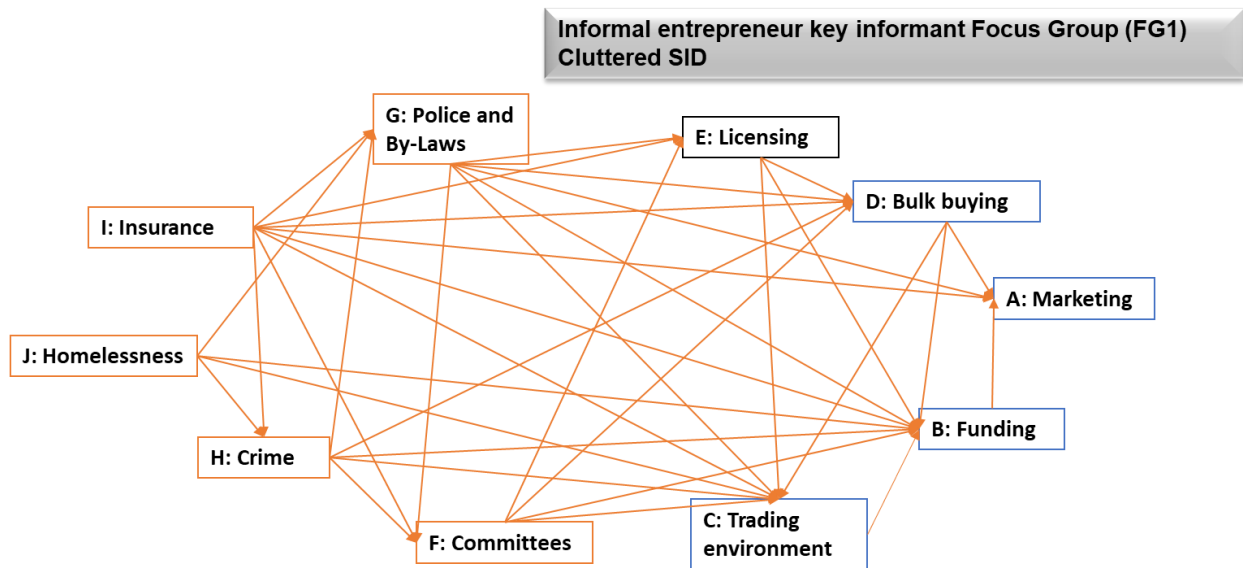 Informal entrepreneur key informant Focus Group (FG1)
Cluttered SID
G: Police and
By-Laws
E: Licensing
D: Bulk buying
I: Insurance
A: Marketing
J: Homelessness
B: Funding
H: Crime
C: Trading
environment
F: Committees